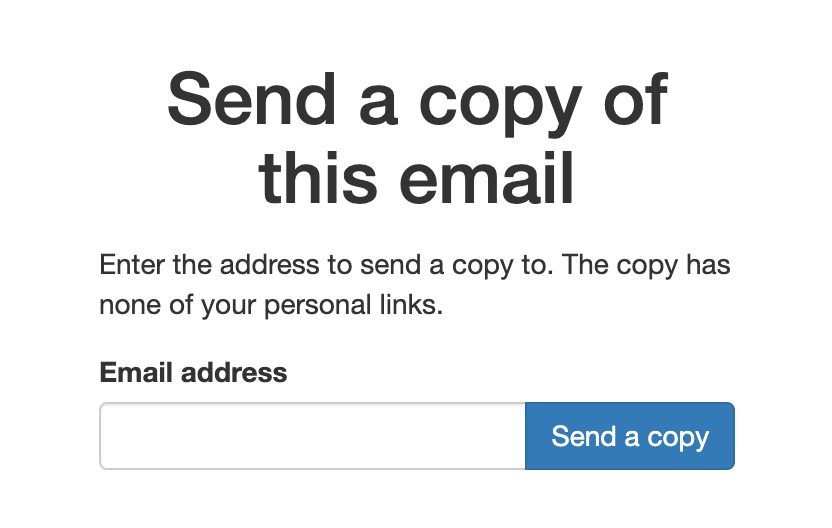 Send a copy of
this email
Enter the address to send a copy to. The copy has
none of your personal links.
Email address
Send a copy